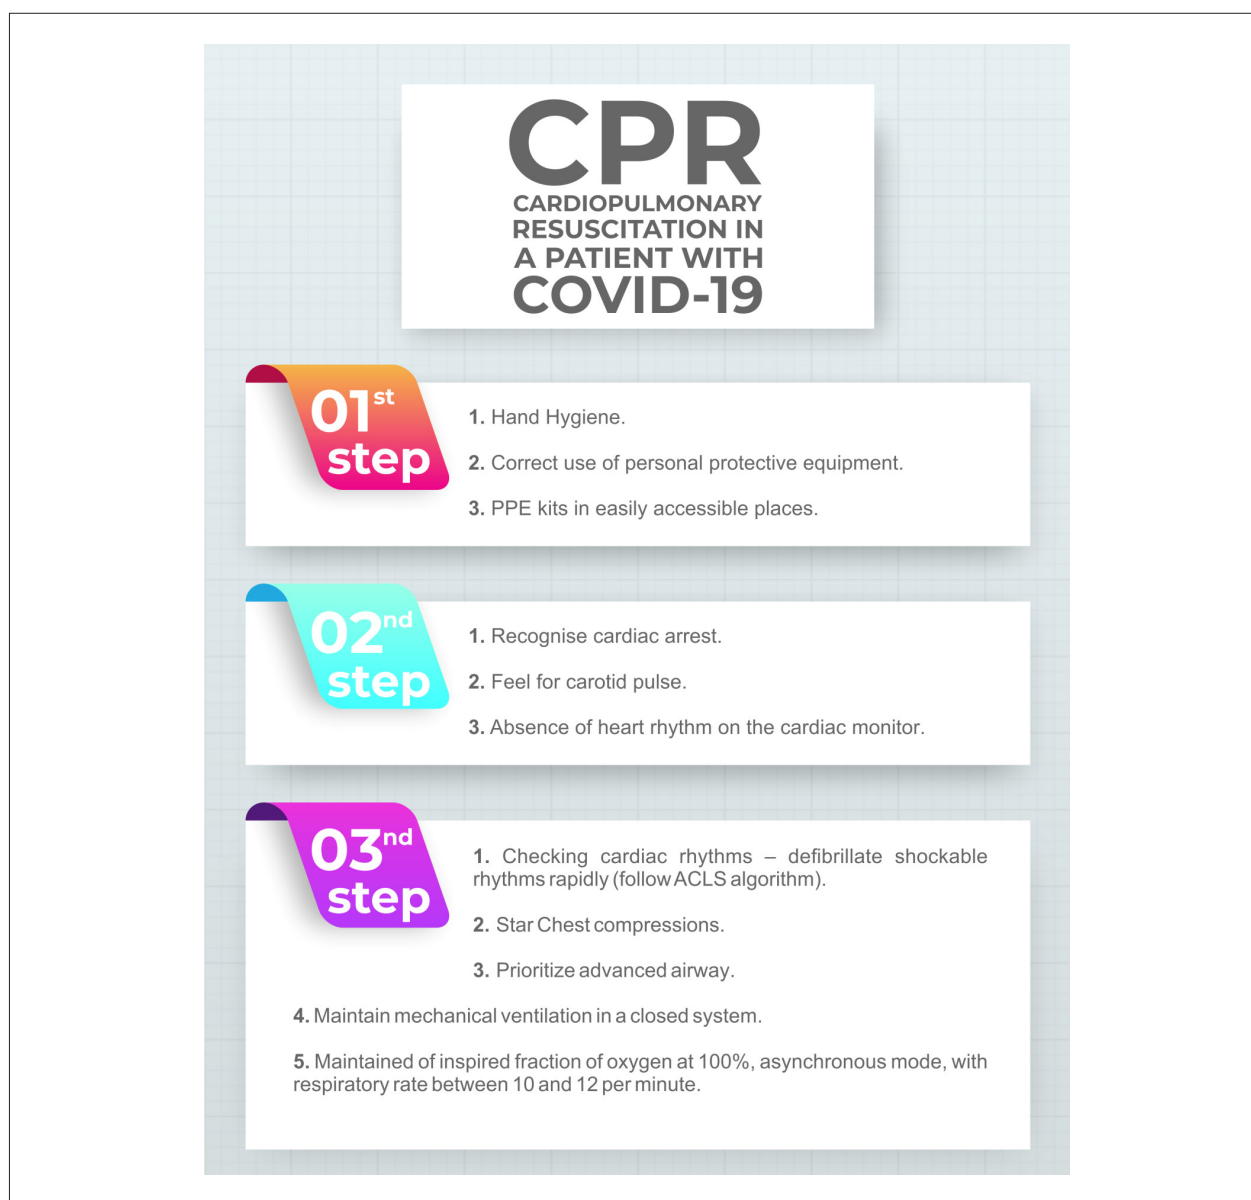 CPR
CARDIOPULMONARY
RESUSCITATION IN
A PATIENT WITH
COVID-19
01st
step
1. Hand Hygiene.
2. Correct use of personal protective equipment.
3. PPE kits in easily accessible places.
02nd
step
1. Recognise cardiac arrest.
2. Feel for carotid pulse.
3. Absence of heart rhythm on the cardiac monitor.
03nd
step
1. Checking cardiac rhythms – defibrillate shockable
rhythms rapidly (follow ACLS algorithm).
2. Star Chest compressions.
3. Prioritize advanced airway.
4. Maintain mechanical ventilation in a closed system.
5. Maintained of inspired fraction of oxygen at 100%, asynchronous mode, with
respiratory rate between 10 and 12 per minute.